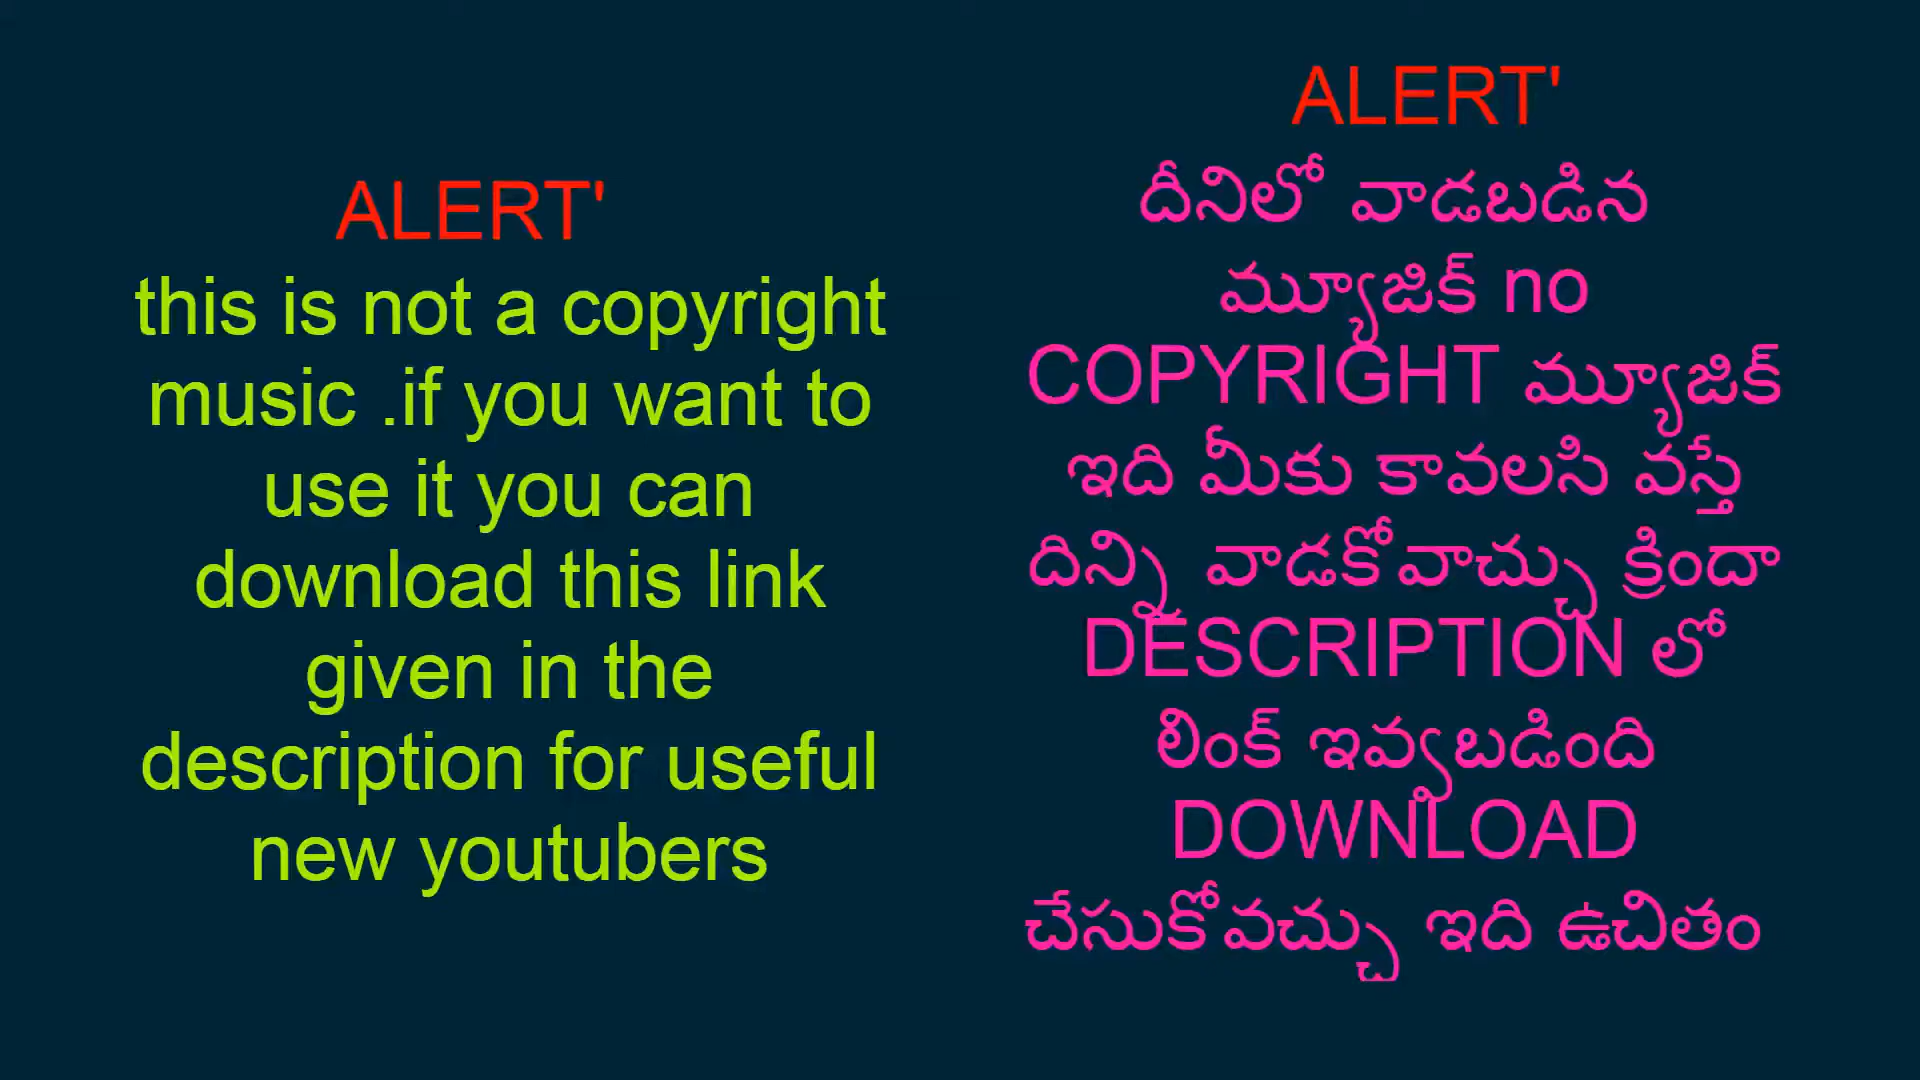 ALERT'
this is not a copyright
music .if you want to
use it you can
download this link
given in the
description for useful
new youtubers
ALERT'
దీనిలో వాడబడిన
మ్యూజిక్ no
COPYRIGHT మ్యూజిక్
ఇది మీకు కావలసి వస్తే
దిన్ని వాడకోవాచ్చు క్రిందా
DESCRIPTION లో
లింక్ ఇవ్వబడింది
DOWNLOAD
చేసుకోవచ్చు ఇది ఉచితం